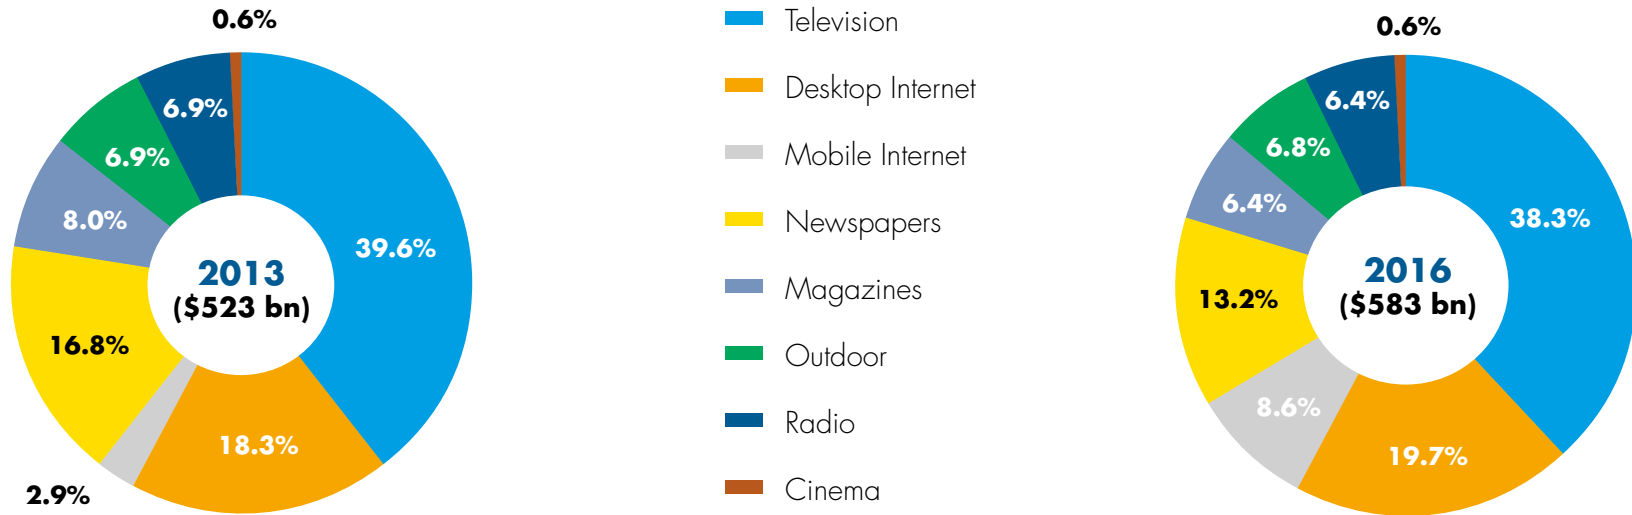 0.6%
6.9%
6.9%
8.0%
39.6%
2013
($523 bn)
16.8%
18.3%
2.9%
Television
Desktop Internet
Mobile Internet
Newspapers
Magazines
Outdoor
Radio
Cinema
0.6%
6.4%
6.8%
6.4%
38.3%
2016
($583 bn)
13.2%
8.6%
19.7%